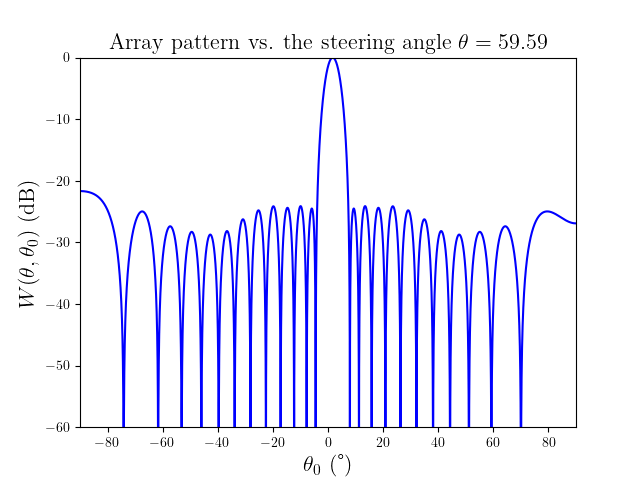 Array pattern vs. the steering angle θ = 59.59
W(θ, θ₀) (dB)
0
−10
−20
−30
−40
−50
−60
−80 −60 −40 −20 0 20 40 60 80
θ₀ (°)